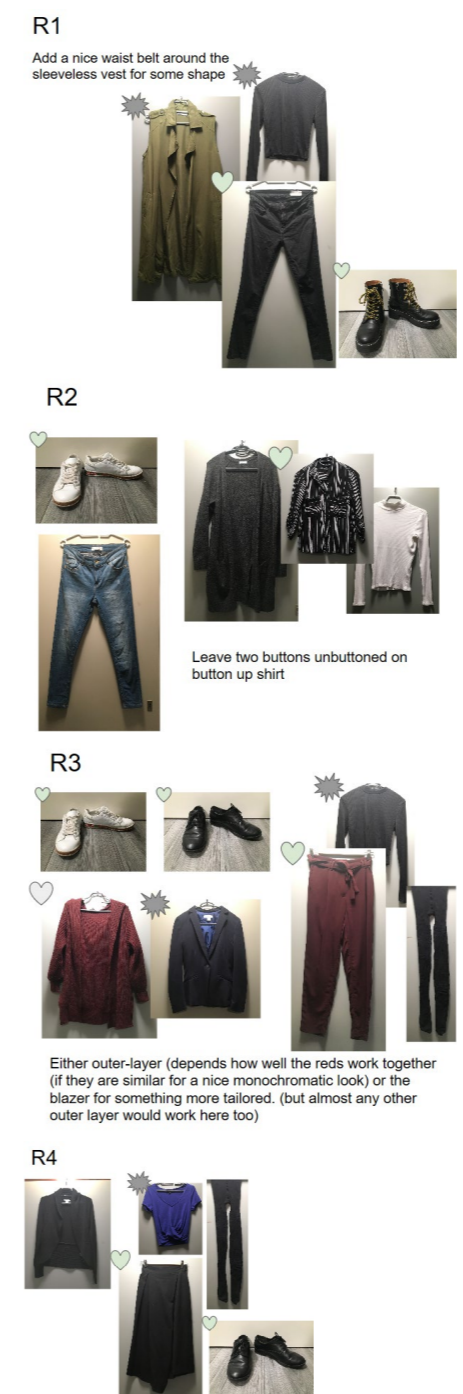 R1
Add a nice waist belt around the
sleeveless vest for some shape
R2
Leave two buttons unbuttoned on
button up shirt
R3
Either outer-layer (depends how well the reds work together
(if they are similar for a nice monochromatic look) or the
blazer for something more tailored. (but almost any other
outer layer would work here too)
R4